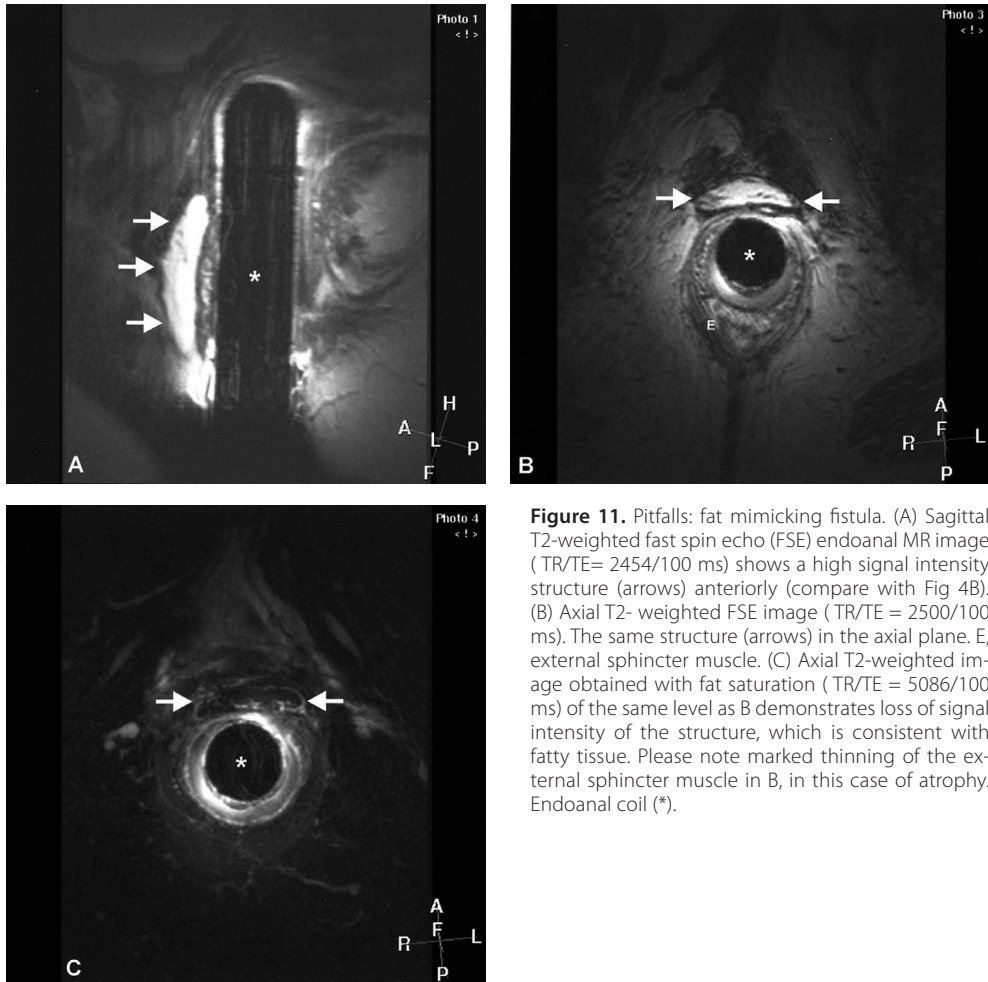 Photo 1
< ! >
*
H
A
L
P
F
A
Photo 3
< ! >
*
E
A
F
R
L
P
B
Photo 4
< ! >
*
A
F
R
L
P
C
Figure 11. Pitfalls: fat mimicking fistula. (A) Sagittal
T2-weighted fast spin echo (FSE) endoanal MR image
( TR/TE= 2454/100 ms) shows a high signal intensity
structure (arrows) anteriorly (compare with Fig 4B).
(B) Axial T2- weighted FSE image ( TR/TE = 2500/100
ms). The same structure (arrows) in the axial plane. E,
external sphincter muscle. (C) Axial T2-weighted im-
age obtained with fat saturation ( TR/TE = 5086/100
ms) of the same level as B demonstrates loss of signal
intensity of the structure, which is consistent with
fatty tissue. Please note marked thinning of the ex-
ternal sphincter muscle in B, in this case of atrophy.
Endoanal coil (*).